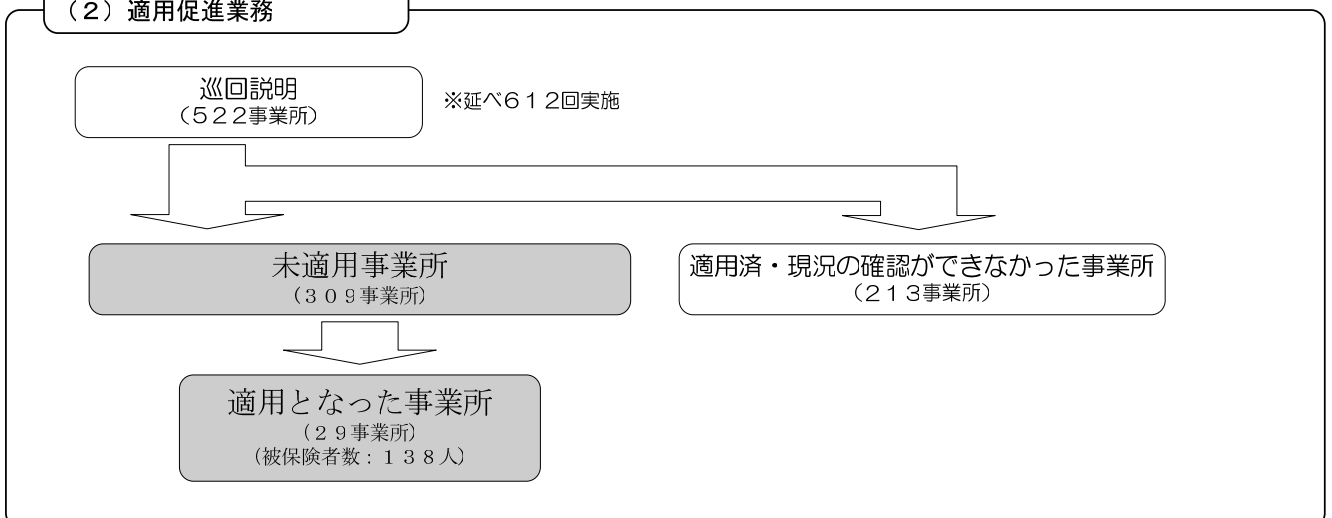 （２）適用促進業務
巡回説明
（５２２事業所）
※延べ６１２回実施
未適用事業所
（３０９事業所）
適用済・現況の確認ができなかった事業所
（２１３事業所）
適用となった事業所
（２９事業所）
（被保険者数：１３８人）